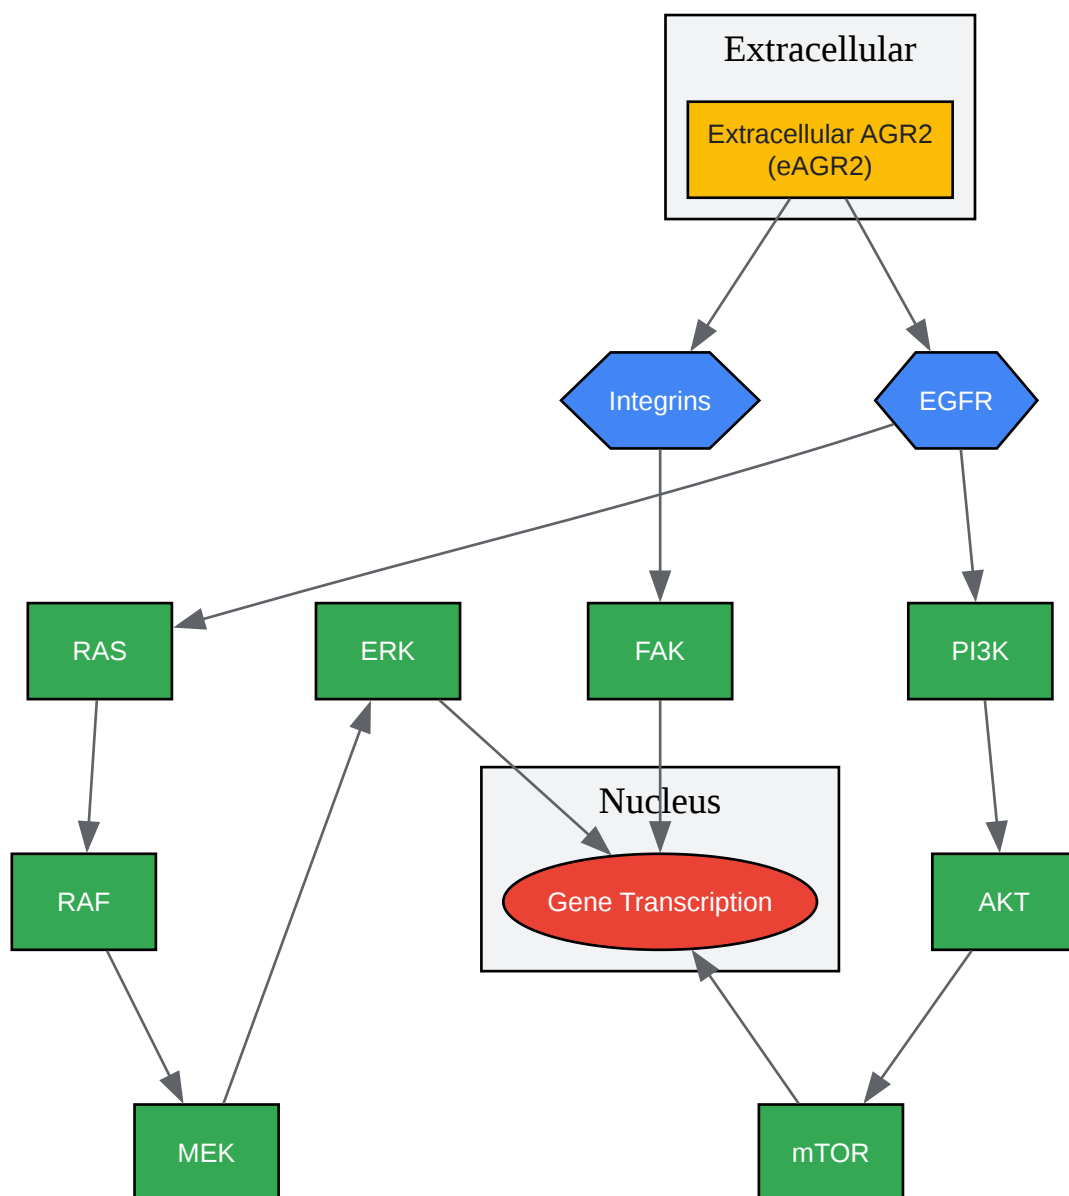 Extracellular
Extracellular AGR2
(eAGR2)
Integrins
EGFR
RAS
ERK
FAK
PI3K
Nucleus
RAF
Gene Transcription
AKT
MEK
mTOR